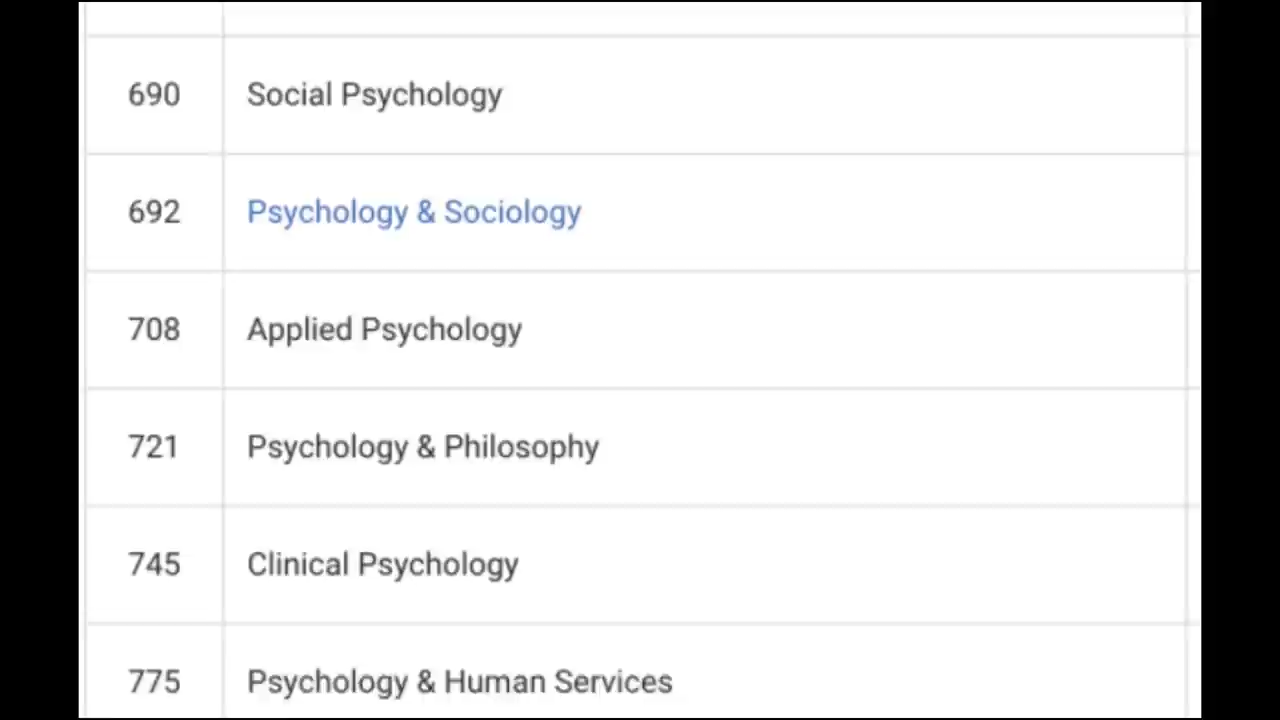 690 Social Psychology
692 Psychology & Sociology
708 Applied Psychology
721 Psychology & Philosophy
745 Clinical Psychology
775 Psychology & Human Services